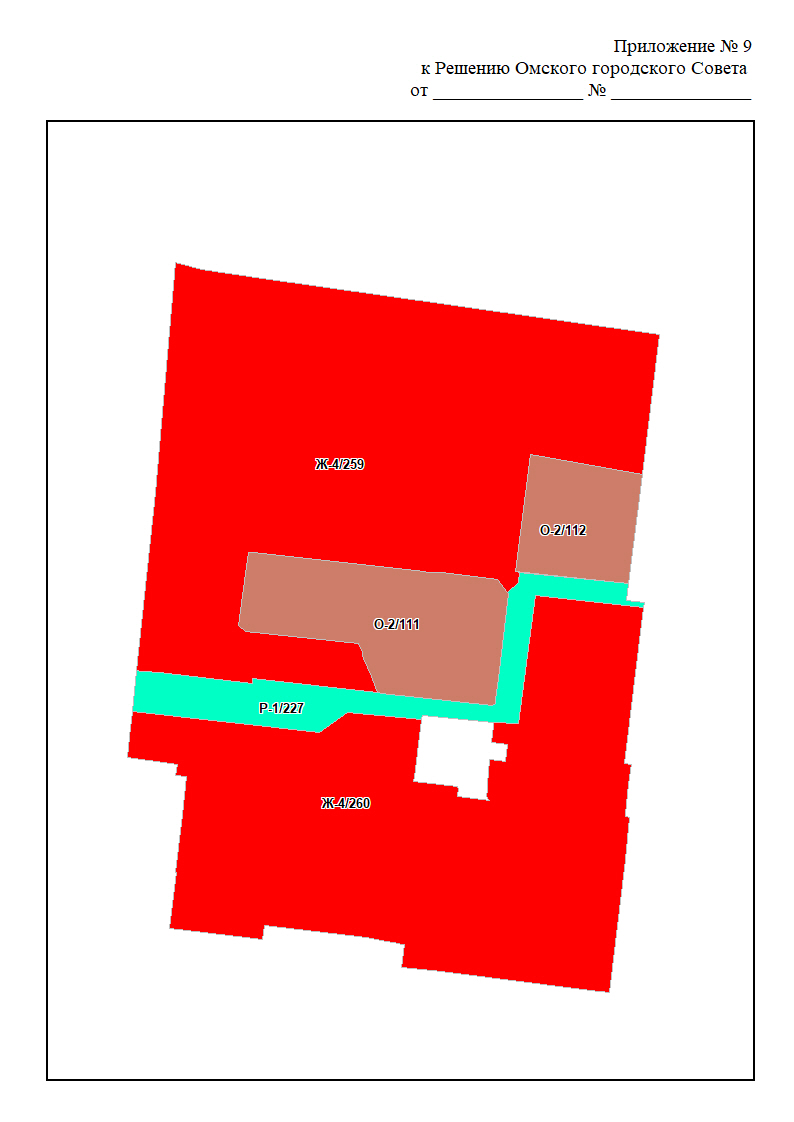 Приложение № 9
к Решению Омского городского Совета
от _______________ № ______________
Ж-4/259
О-2/112
О-2/111
Р-1/227
Ж-4/260